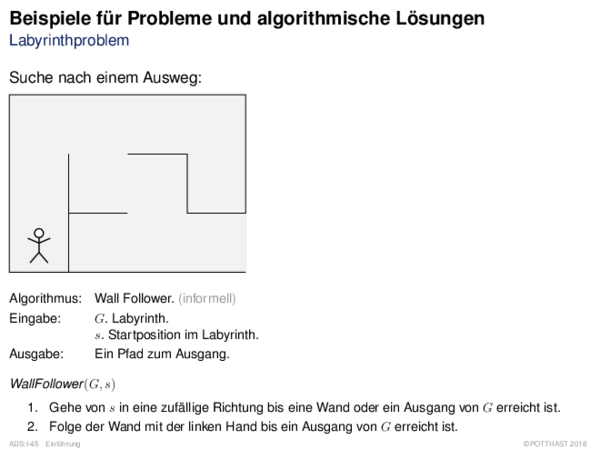 Beispiele für Probleme und algorithmische Lösungen
Labyrinthproblem
Suche nach einem Ausweg:
Algorithmus: Wall Follower. (informell)
Eingabe: G. Labyrinth.
s. Startposition im Labyrinth.
Ausgabe: Ein Pfad zum Ausgang.
WallFollower(G, s)
1. Gehe von s in eine zufällige Richtung bis eine Wand oder ein Ausgang von G erreicht ist.
2. Folge der Wand mit der linken Hand bis ein Ausgang von G erreicht ist.
ADS:I-45 Einführung ©POTTHAST 2018